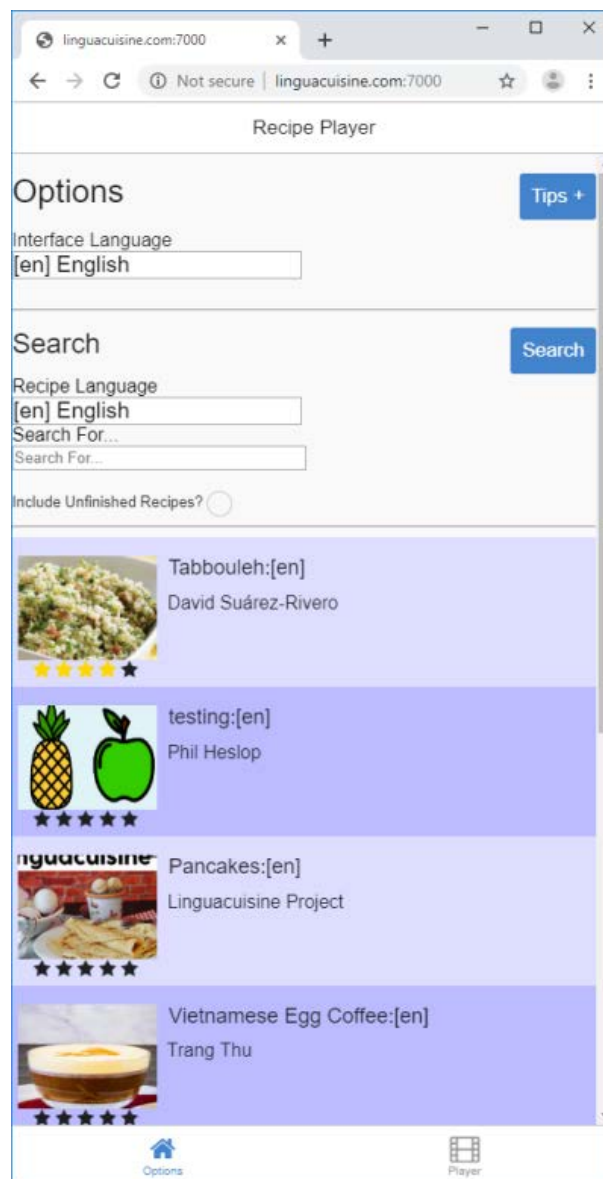 linguacuisine.com:7000
Not secure | linguacuisine.com:7000
Recipe Player
Options
Tips +
Interface Language
[en] English
Search
Search
Recipe Language
[en] English
Search For...
Search For...
Include Unfinished Recipes?
Tabbouleh:[en]
David Suárez-Rivero
testing:[en]
Phil Heslop
nguacuisine
Pancakes:[en]
Linguacuisine Project
Vietnamese Egg Coffee:[en]
Trang Thu
Options
Player